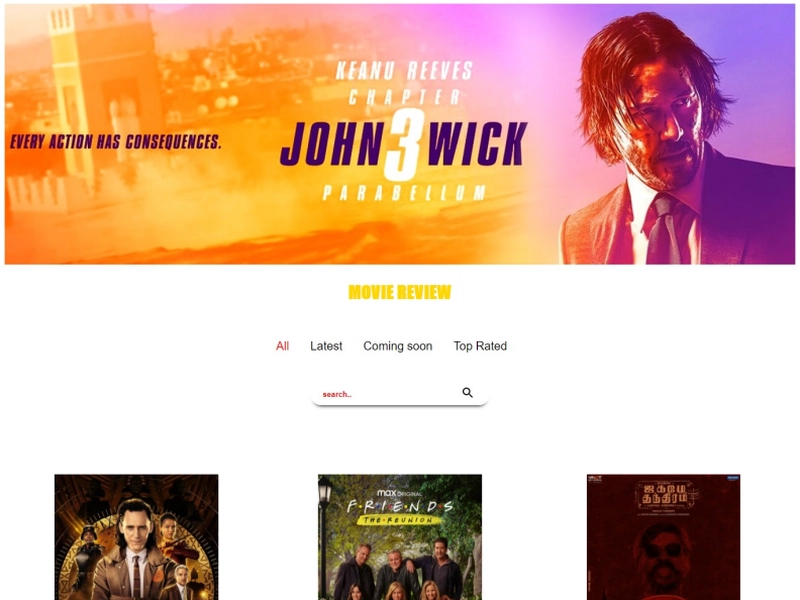 KEANU REEVES
CHAPTER
EVERY ACTION HAS CONSEQUENCES.
JOHN 3 WICK
PARABELLUM
MOVIE REVIEW
All Latest Coming soon Top Rated
search..
max ORIGINAL
F·R·I·E·N·D·S
THE REUNION
ஜகமே
தந்திரம்